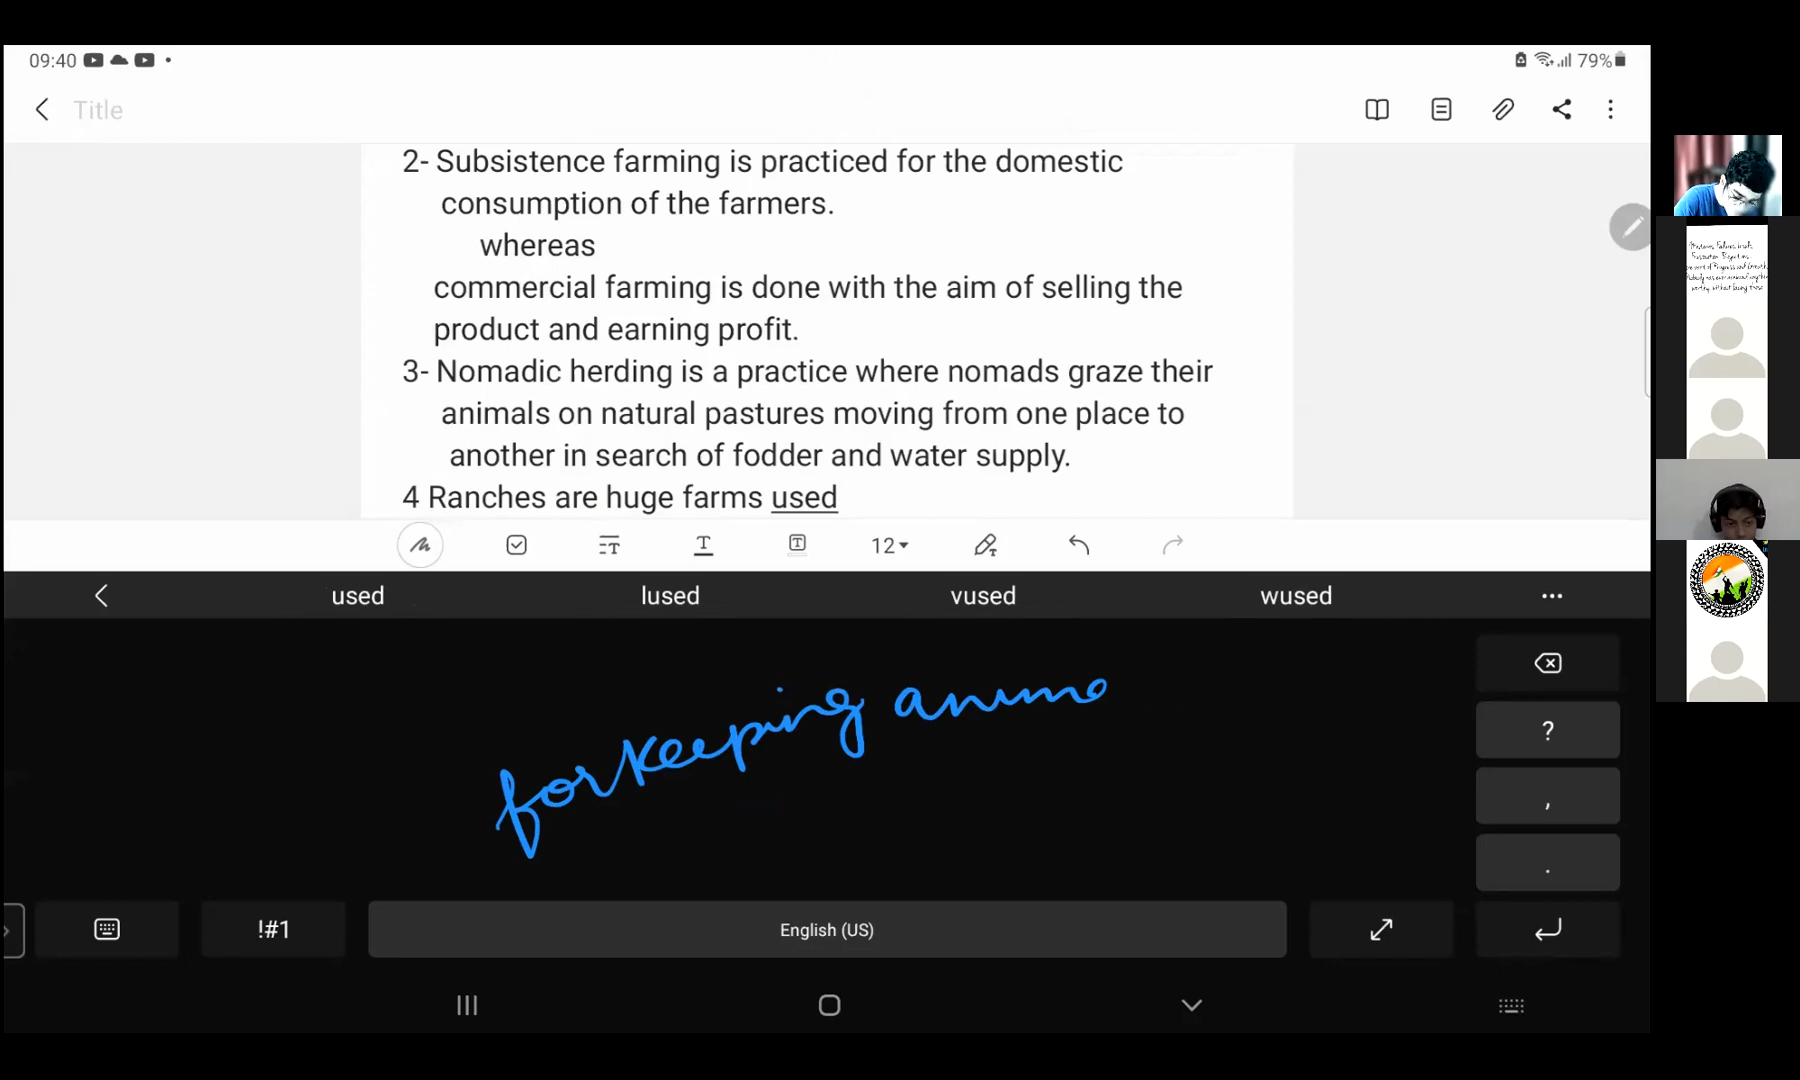 09:40
79%
Title
2- Subsistence farming is practiced for the domestic
consumption of the farmers.
whereas
commercial farming is done with the aim of selling the
product and earning profit.
3- Nomadic herding is a practice where nomads graze their
animals on natural pastures moving from one place to
another in search of fodder and water supply.
4 Ranches are huge farms used
12
used lused vused wused
for keeping anima
?
,
.
!#1
English (US)